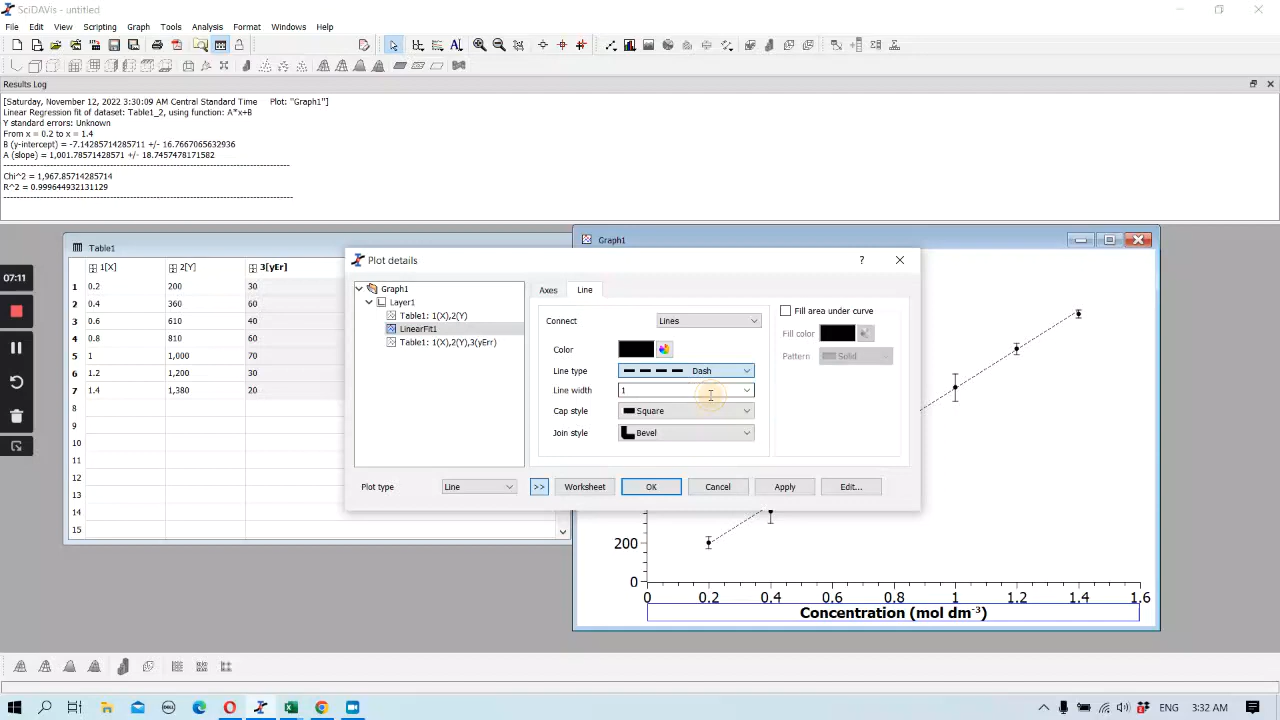 SciDAVis - untitled
File Edit View Scripting Graph Tools Analysis Format Windows Help
Results Log
[Saturday, November 12, 2022 3:30:09 AM Central Standard Time Plot: "Graph1"]
Linear Regression fit of dataset: Table1_2, using function: A*x+B
Y standard errors: Unknown
From x = 0.2 to x = 1.4
B (y-intercept) = -7.14285714285711 +/- 16.7667065632936
A (slope) = 1,001.78571428571 +/- 18.7457478171582
--------------------------------------------------------------------------------------
Chi^2 = 1,967.85714285714
R^2 = 0.999644932131129
---------------------------------------------------------------------------------------
Table1
1[X] 2[Y] 3[yEr]
1 0.2 200 30
2 0.4 360 60
3 0.6 610 40
4 0.8 810 60
5 1 1,000 70
6 1.2 1,200 30
7 1.4 1,380 20
8
9
10
11
12
13
14
15
07:11
Graph1
Plot details
?
Graph1
Layer1
Table1: 1(X),2(Y)
LinearFit1
Table1: 1(X),2(Y),3(yErr)
Axes Line
Connect Lines
Color
Line type Dash
Line width 1
Cap style Square
Join style Bevel
Fill area under curve
Fill color
Pattern Solid
Plot type Line >> Worksheet OK Cancel Apply Edit...
200
0
0 0.2 0.4 0.6 0.8 1 1.2 1.4 1.6
Concentration (mol dm-3)
ENG 3:32 AM